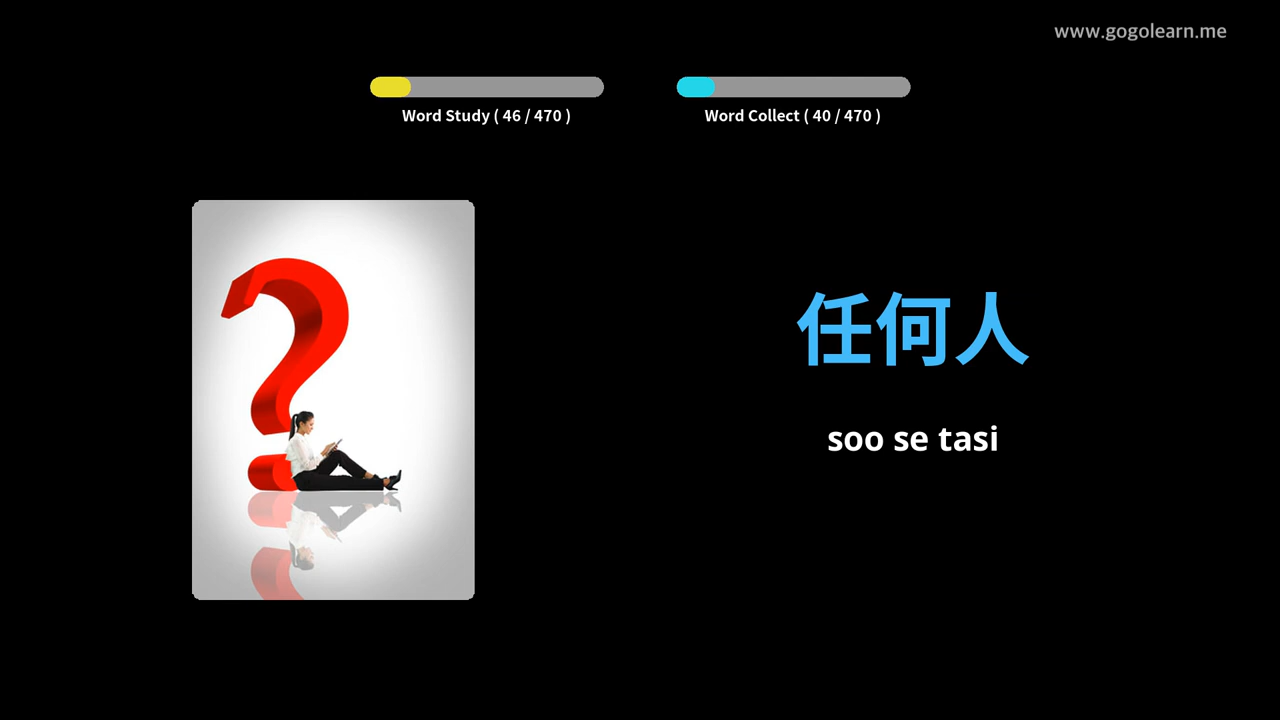 www.gogolearn.me
Word Study ( 46 / 470 )
Word Collect ( 40 / 470 )
任何人
soo se tasi